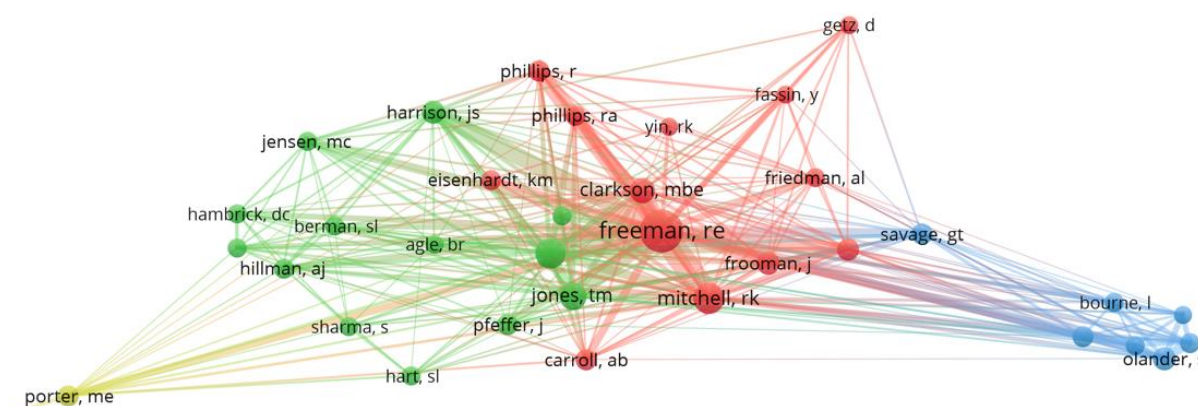 getz, d
phillips, r
fassin, y
harrison, js
phillips, ra
yin, rk
jensen, mc
eisenhardt, km
clarkson, mbe
friedman, al
hambrick, dc
berman, sl
agle, br
freeman, re
savage, gt
hillman, aj
frooman, j
jones, tm
mitchell, rk
bourne, l
sharma, s
pfeffer, j
carroll, ab
olander,
hart, sl
porter, me